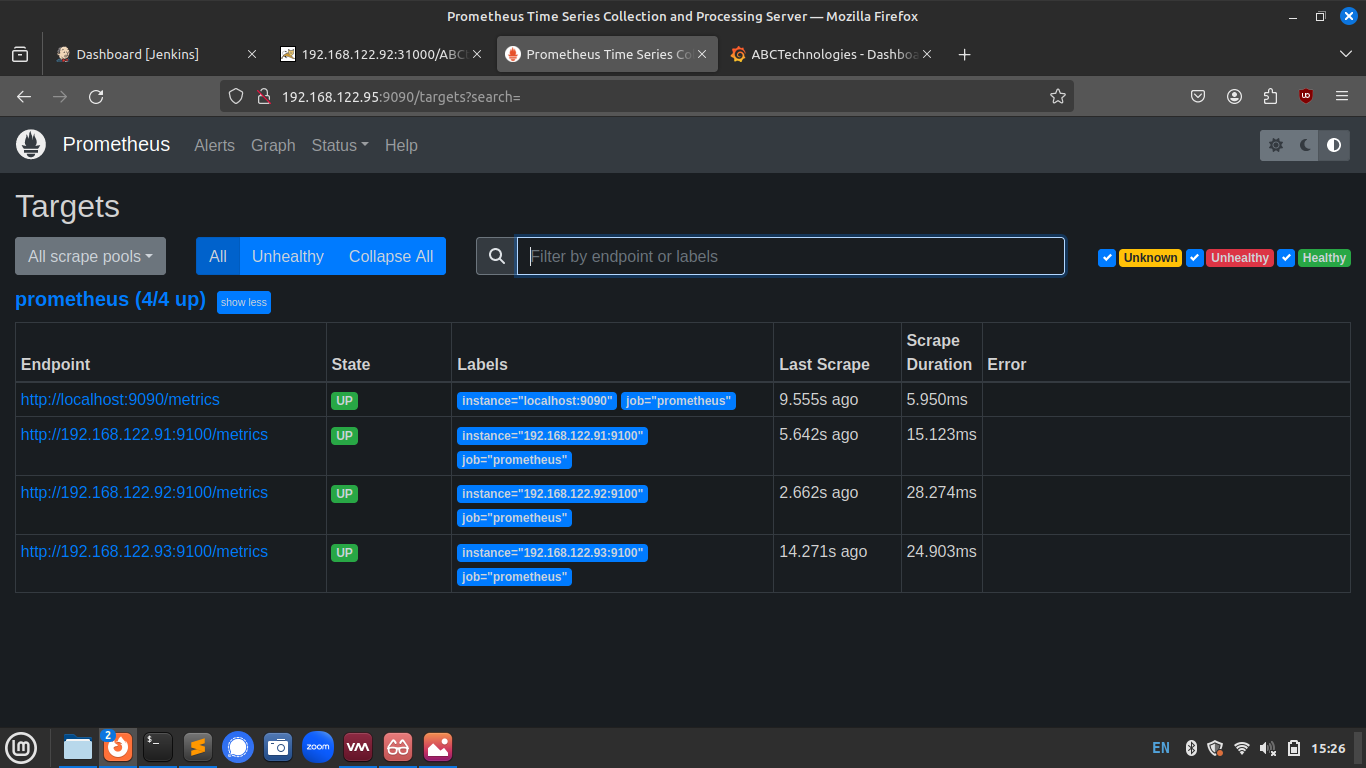 Prometheus Time Series Collection and Processing Server — Mozilla Firefox
Dashboard [Jenkins]
192.168.122.92:31000/ABC
Prometheus Time Series Co
ABCTechnologies - Dashboa
192.168.122.95:9090/targets?search=
Prometheus Alerts Graph Status Help
Targets
All scrape pools All Unhealthy Collapse All Filter by endpoint or labels Unknown Unhealthy Healthy
prometheus (4/4 up) show less
Endpoint State Labels Last Scrape Scrape Duration Error
http://localhost:9090/metrics UP instance="localhost:9090" job="prometheus" 9.555s ago 5.950ms
http://192.168.122.91:9100/metrics UP instance="192.168.122.91:9100" 5.642s ago 15.123ms
job="prometheus"
http://192.168.122.92:9100/metrics UP instance="192.168.122.92:9100" 2.662s ago 28.274ms
job="prometheus"
http://192.168.122.93:9100/metrics UP instance="192.168.122.93:9100" 14.271s ago 24.903ms
job="prometheus"
2
$_
zoom
EN 15:26